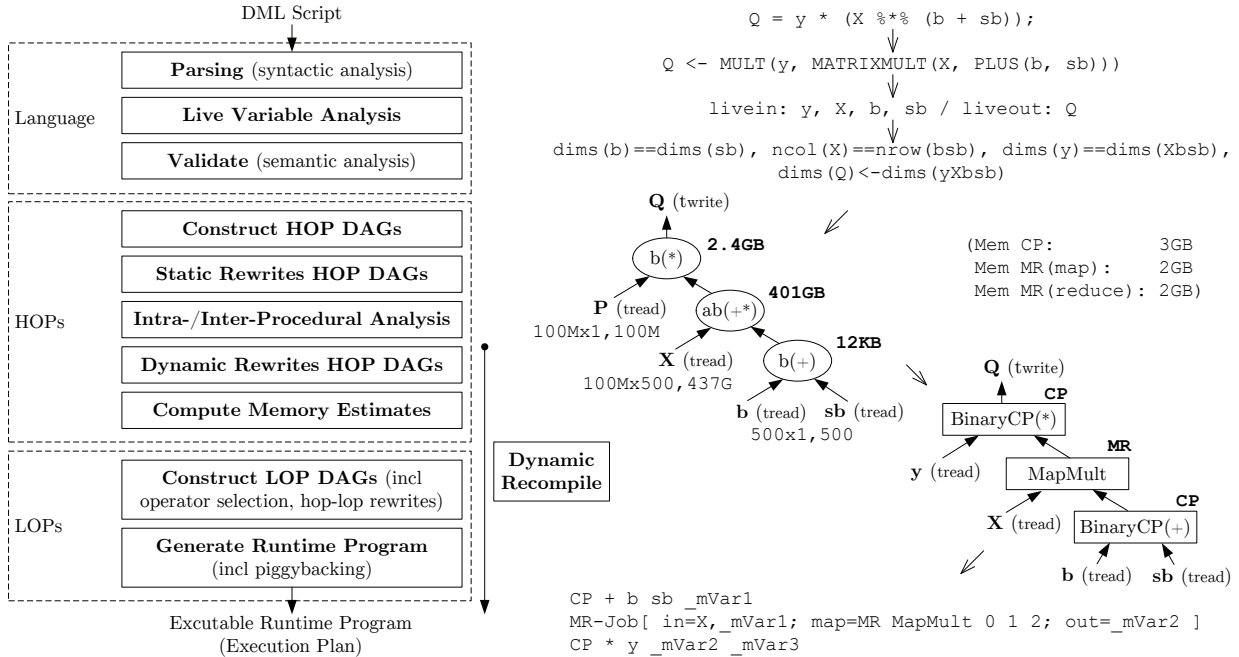 DML Script
Language
Parsing (syntactic analysis)
Live Variable Analysis
Validate (semantic analysis)
HOPs
Construct HOP DAGs
Static Rewrites HOP DAGs
Intra-/Inter-Procedural Analysis
Dynamic Rewrites HOP DAGs
Compute Memory Estimates
LOPs
Construct LOP DAGs (incl
operator selection, hop-lop rewrites)
Generate Runtime Program
(incl piggybacking)
Excutable Runtime Program
(Execution Plan)
Dynamic
Recompile
Q = y * (X %*% (b + sb));
Q <- MULT(y, MATRIXMULT(X, PLUS(b, sb)))
livein: y, X, b, sb / liveout: Q
dims(b)==dims(sb), ncol(X)==nrow(bsb), dims(y)==dims(Xbsb),
dims(Q)<-dims(yXbsb)
Q (twrite)
2.4GB
b(*)
P (tread)
100Mx1,100M
401GB
ab(+*)
X (tread)
100Mx500,437G
12KB
b(+)
b (tread)
sb (tread)
500x1,500
(Mem CP: 3GB
Mem MR(map): 2GB
Mem MR(reduce): 2GB)
Q (twrite)
CP
BinaryCP(*)
y (tread)
MR
MapMult
X (tread)
CP
BinaryCP(+)
b (tread)
sb (tread)
CP + b sb _mVar1
MR-Job[ in=X,_mVar1; map=MR MapMult 0 1 2; out=_mVar2 ]
CP * y _mVar2 _mVar3